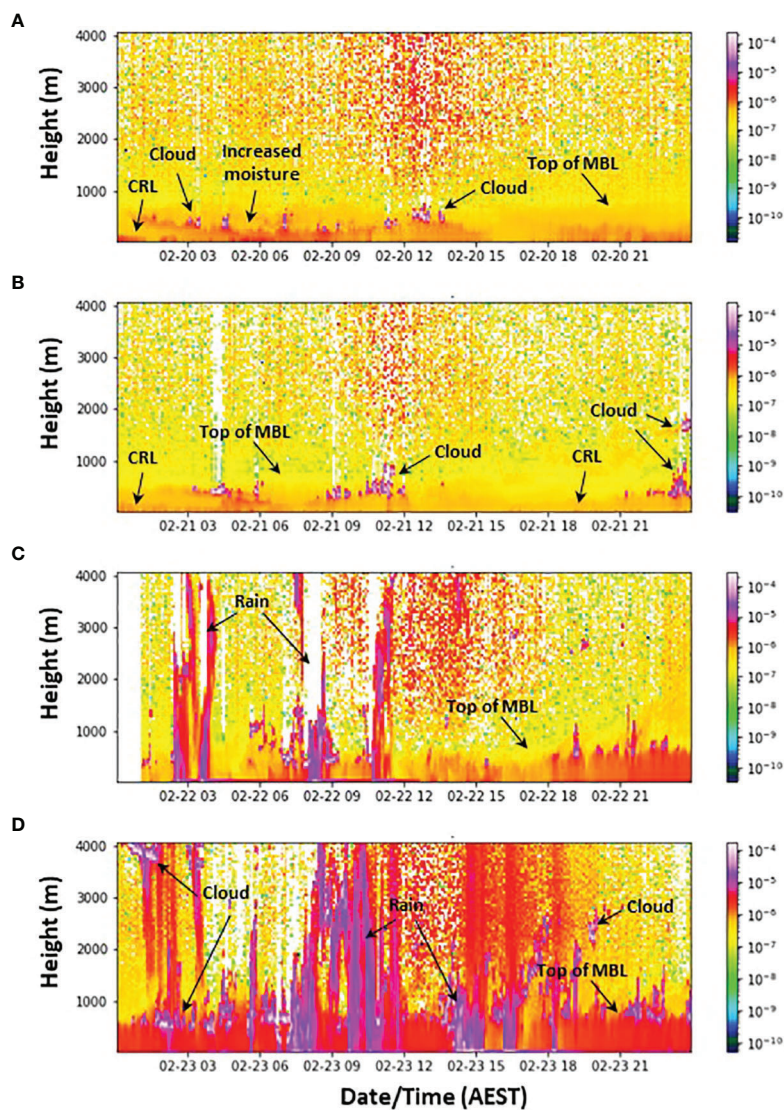 A
Height (m)
4000
3000
2000
1000
Cloud
Increased
moisture
Top of MBL
CRL
Cloud
02-20 03 02-20 06 02-20 09 02-20 12 02-20 15 02-20 18 02-20 21
10⁻⁴
10⁻⁵
10⁻⁶
10⁻⁷
10⁻⁸
10⁻⁹
10⁻¹⁰
B
Height (m)
4000
3000
2000
1000
Cloud
Top of MBL
Cloud
CRL
CRL
02-21 03 02-21 06 02-21 09 02-21 12 02-21 15 02-21 18 02-21 21
10⁻⁴
10⁻⁵
10⁻⁶
10⁻⁷
10⁻⁸
10⁻⁹
10⁻¹⁰
C
Height (m)
4000
3000
2000
1000
Rain
Top of MBL
02-22 03 02-22 06 02-22 09 02-22 12 02-22 15 02-22 18 02-22 21
10⁻⁴
10⁻⁵
10⁻⁶
10⁻⁷
10⁻⁸
10⁻⁹
10⁻¹⁰
D
Height (m)
4000
3000
2000
1000
Cloud
Rain
Cloud
Top of MBL
02-23 03 02-23 06 02-23 09 02-23 12 02-23 15 02-23 18 02-23 21
10⁻⁴
10⁻⁵
10⁻⁶
10⁻⁷
10⁻⁸
10⁻⁹
10⁻¹⁰
Date/Time (AEST)